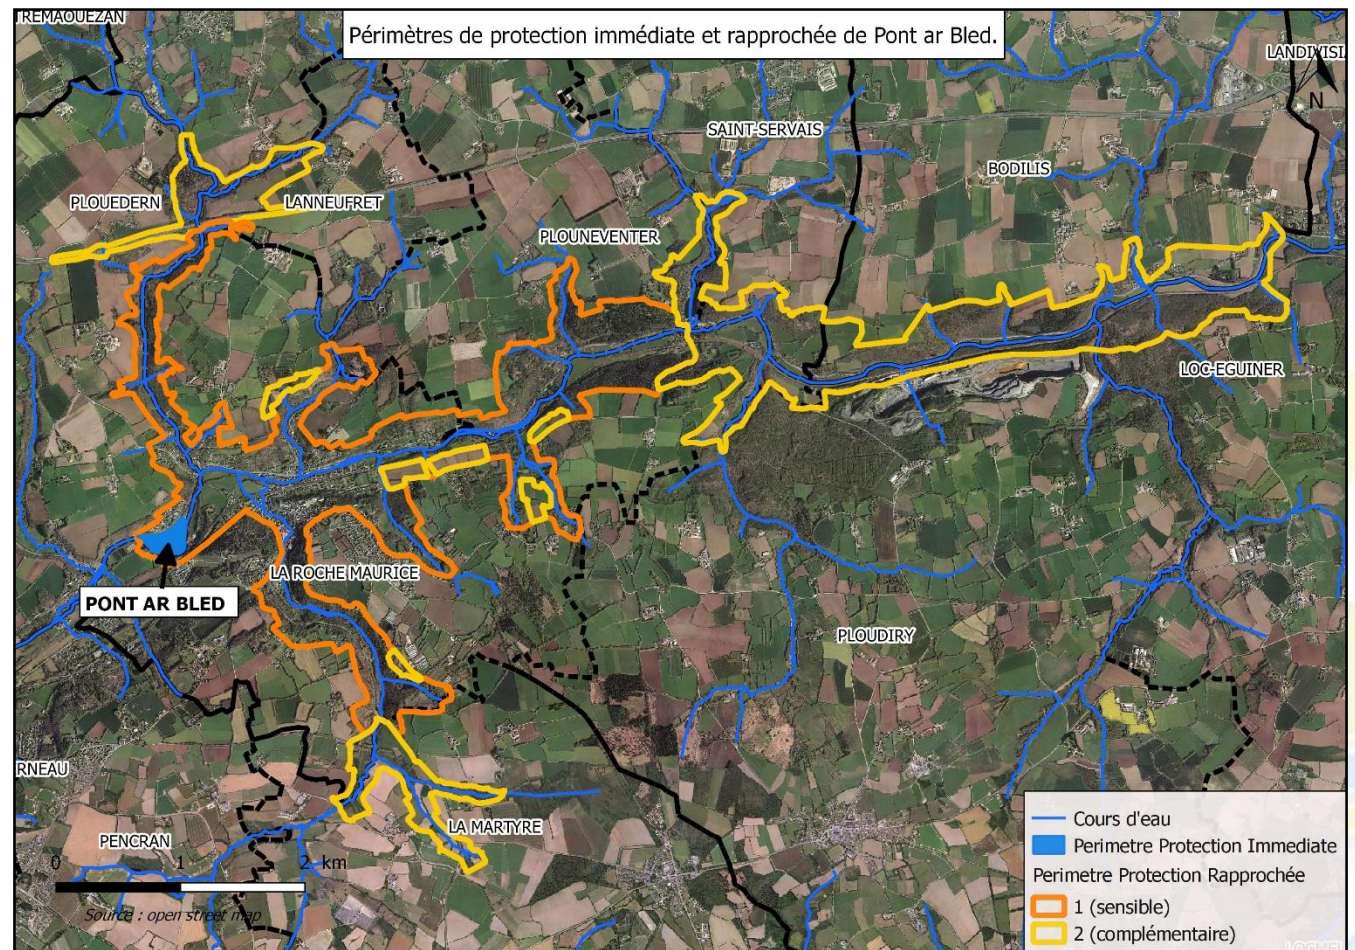 TREMAOUEZAN
Périmètres de protection immédiate et rapprochée de Pont ar Bled.
LANDIVISI
N
SAINT-SERVAIS
BODILIS
PLOUEDERN
LANNEUFRET
PLOUNEVENTER
LOC-EGUINER
LA ROCHE MAURICE
PONT AR BLED
PLOUDIRY
RNEAU
LA MARTYRE
PENCRAN
0 1 2 km
Source : open street map
Cours d'eau
Perimetre Protection Immediate
Perimetre Protection Rapprochée
1 (sensible)
2 (complémentaire)